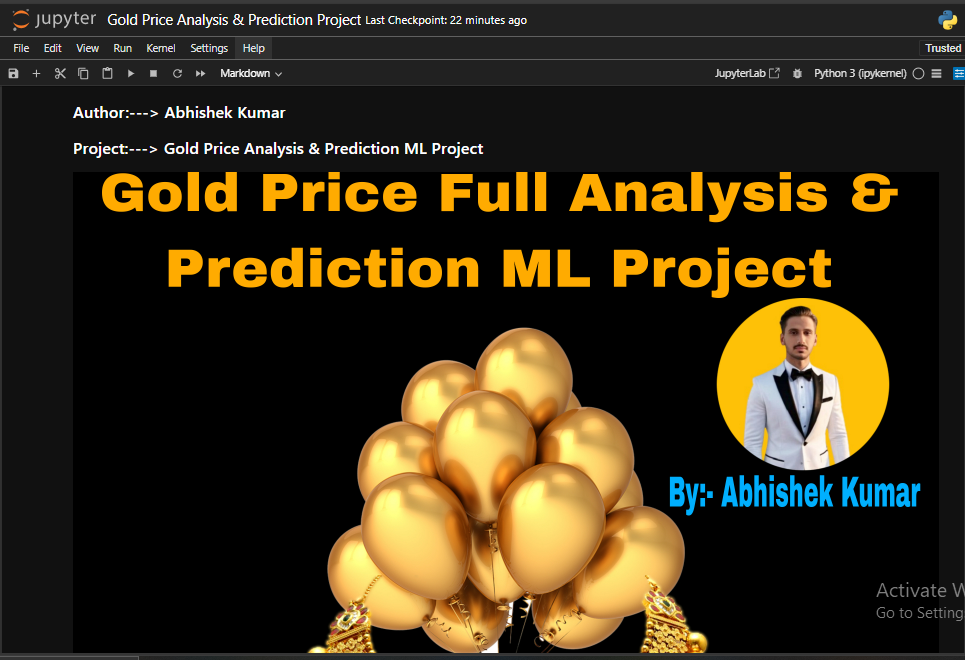 jupyter Gold Price Analysis & Prediction Project Last Checkpoint: 22 minutes ago
File Edit View Run Kernel Settings Help Trusted
Markdown JupyterLab Python 3 (ipykernel)
Author:---> Abhishek Kumar
Project:---> Gold Price Analysis & Prediction ML Project
Gold Price Full Analysis &
Prediction ML Project
By:- Abhishek Kumar
Activate W
Go to Setting